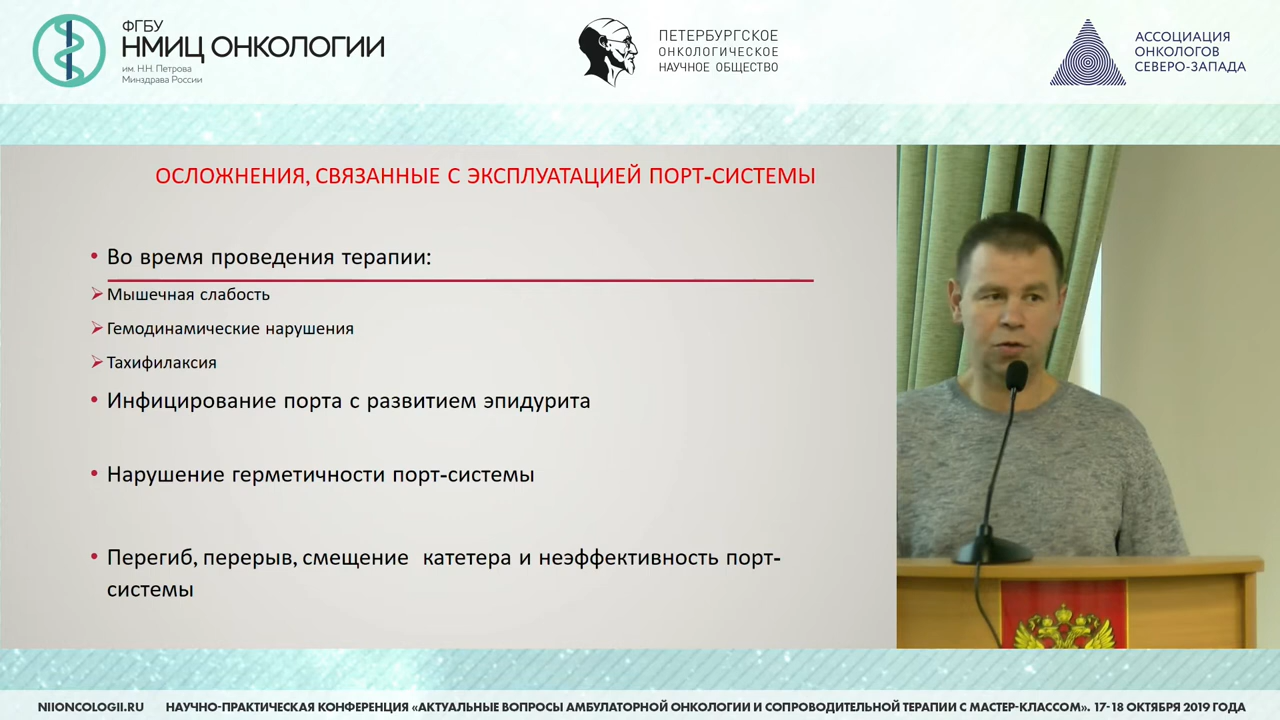 ФГБУ
НМИЦ ОНКОЛОГИИ
им. Н.Н. Петрова
Минздрава России
ПЕТЕРБУРГСКОЕ
ОНКОЛОГИЧЕСКОЕ
НАУЧНОЕ ОБЩЕСТВО
АССОЦИАЦИЯ
ОНКОЛОГОВ
СЕВЕРО-ЗАПАДА
ОСЛОЖНЕНИЯ, СВЯЗАННЫЕ С ЭКСПЛУАТАЦИЕЙ ПОРТ-СИСТЕМЫ
• Во время проведения терапии:
➢ Мышечная слабость
➢ Гемодинамические нарушения
➢ Тахифилаксия
• Инфицирование порта с развитием эпидурита
• Нарушение герметичности порт-системы
• Перегиб, перерыв, смещение катетера и неэффективность порт-
системы
NIIONCOLOGII.RU НАУЧНО-ПРАКТИЧЕСКАЯ КОНФЕРЕНЦИЯ «АКТУАЛЬНЫЕ ВОПРОСЫ АМБУЛАТОРНОЙ ОНКОЛОГИИ И СОПРОВОДИТЕЛЬНОЙ ТЕРАПИИ С МАСТЕР-КЛАССОМ». 17-18 ОКТЯБРЯ 2019 ГОДА